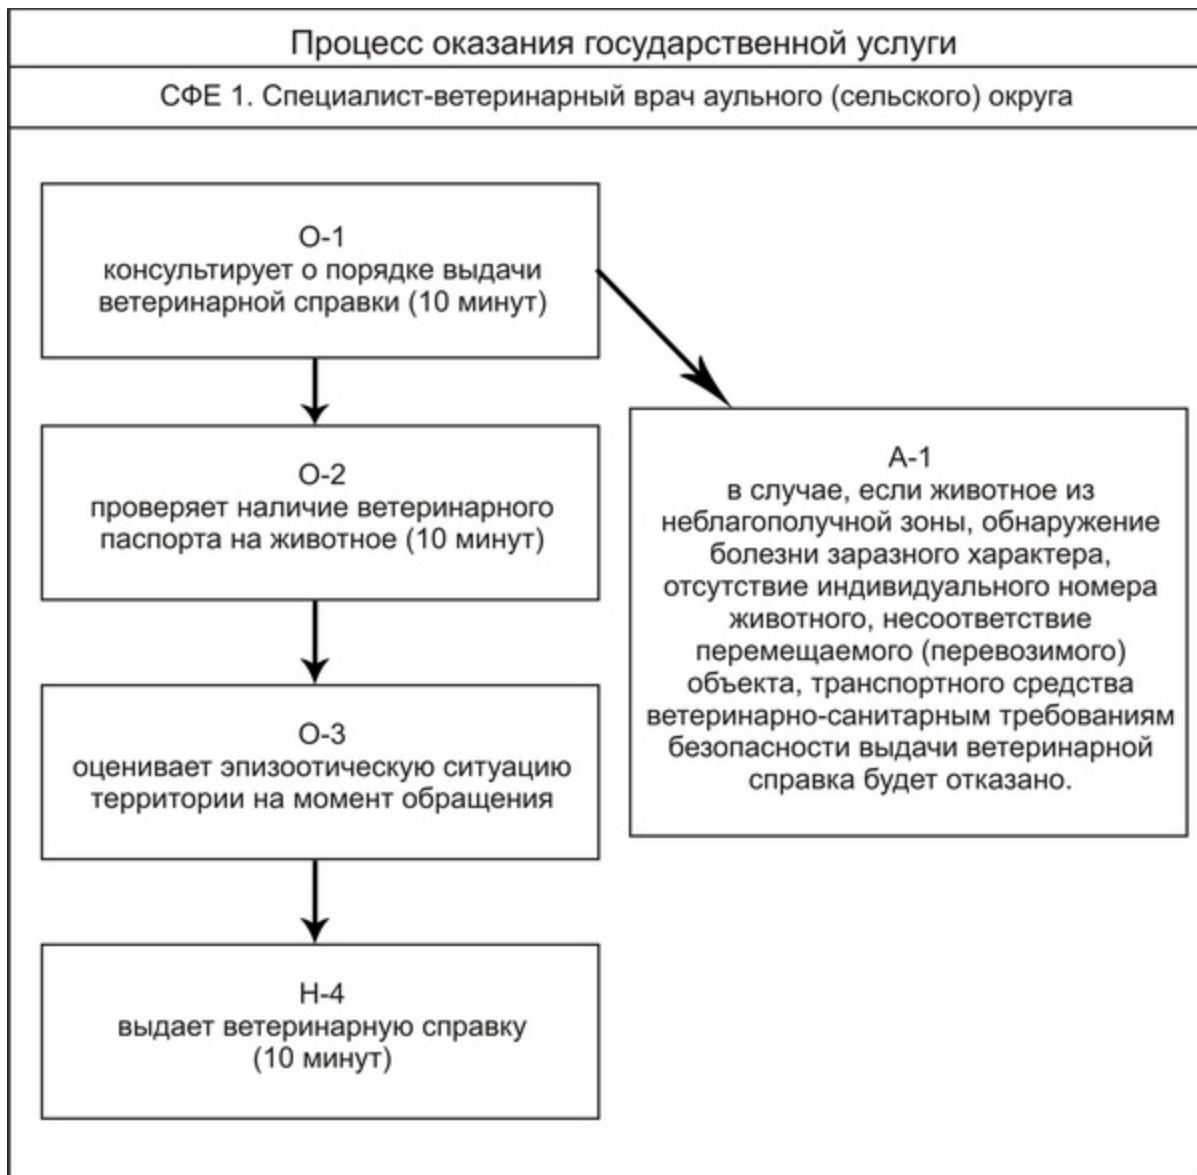 Процесс оказания государственной услуги
СФЕ 1. Специалист-ветеринарный врач аульного (сельского) округа
О-1
консультирует о порядке выдачи
ветеринарной справки (10 минут)
О-2
проверяет наличие ветеринарного
паспорта на животное (10 минут)
О-3
оценивает эпизоотическую ситуацию
территории на момент обращения
Н-4
выдает ветеринарную справку
(10 минут)
А-1
в случае, если животное из
неблагополучной зоны, обнаружение
болезни заразного характера,
отсутствие индивидуального номера
животного, несоответствие
перемещаемого (перевозимого)
объекта, транспортного средства
ветеринарно-санитарным требованиям
безопасности выдачи ветеринарной
справка будет отказано.